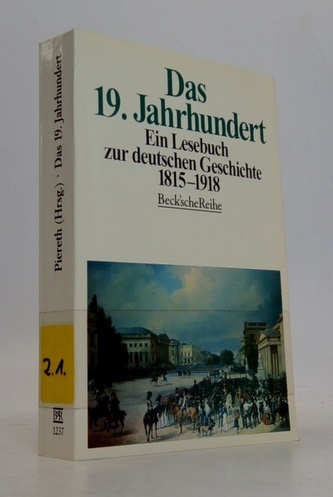 Das
19. Jahrhundert
Ein Lesebuch
zur deutschen Geschichte
1815–1918
Beck'sche Reihe
Piereth (Hrsg.) · Das 19. Jahrhundert
2.1.
BsR
1237